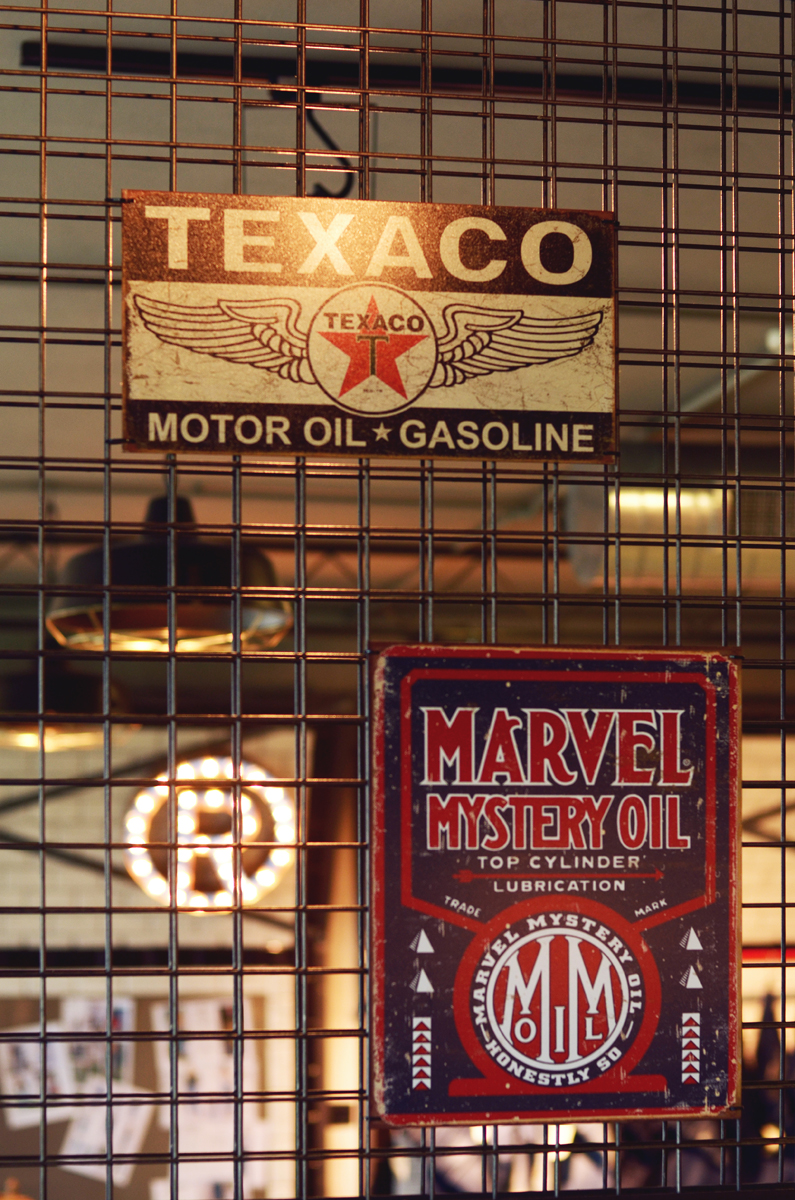 TEXACO
TEXACO
T
MOTOR OIL ★ GASOLINE
R
MARVEL
MYSTERY OIL
TOP CYLINDER
LUBRICATION
TRADE MARK
MARVEL MYSTERY OIL
MM
OIL
HONESTLY SO